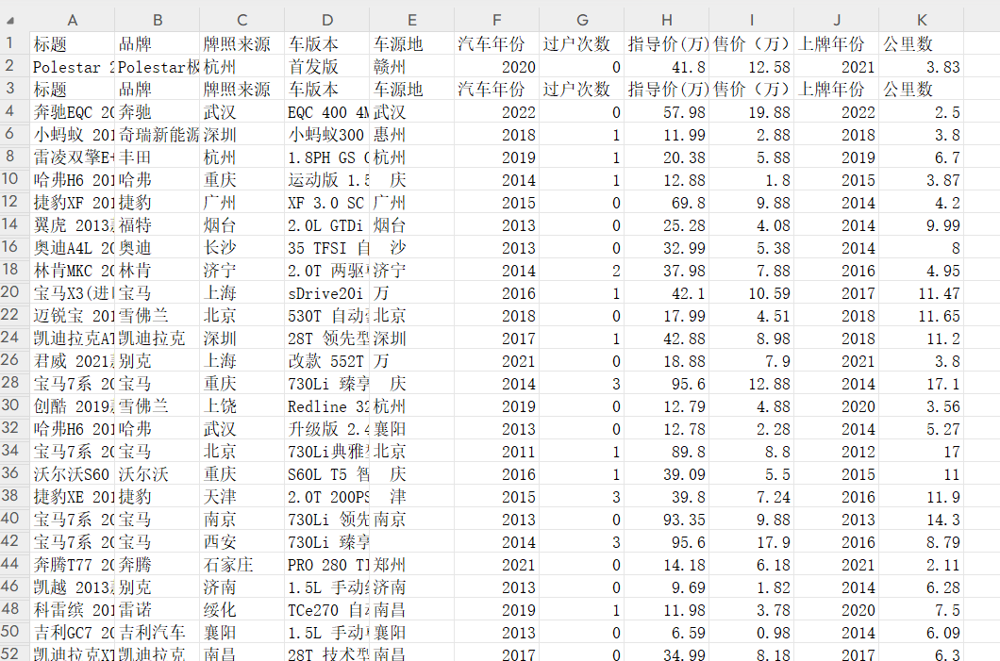 A B C D E F G H I J K
1 标题 品牌 牌照来源 车版本 车源地 汽车年份 过户次数 指导价(万) 售价（万） 上牌年份 公里数
2 Polestar 2 Polestar极 杭州 首发版 赣州 2020 0 41.8 12.58 2021 3.83
3 标题 品牌 牌照来源 车版本 车源地 汽车年份 过户次数 指导价(万) 售价（万） 上牌年份 公里数
4 奔驰EQC 20 奔驰 武汉 EQC 400 4M 武汉 2022 0 57.98 19.88 2022 2.5
6 小蚂蚁 201 奇瑞新能源 深圳 小蚂蚁300 惠州 2018 1 11.99 2.88 2018 3.8
8 雷凌双擎E+ 丰田 杭州 1.8PH GS 杭州 2019 1 20.38 5.88 2019 6.7
10 哈弗H6 201 哈弗 重庆 运动版 1.5 庆 2014 1 12.88 1.8 2015 3.87
12 捷豹XF 201 捷豹 广州 XF 3.0 SC 广州 2015 0 69.8 9.88 2014 4.2
14 翼虎 2013 福特 烟台 2.0L GTDi 烟台 2013 0 25.28 4.08 2014 9.99
16 奥迪A4L 20 奥迪 长沙 35 TFSI 自 沙 2013 0 32.99 5.38 2014 8
18 林肯MKC 20 林肯 济宁 2.0T 两驱 济宁 2014 2 37.98 7.88 2016 4.95
20 宝马X3(进 宝马 上海 sDrive20i 万 2016 1 42.1 10.59 2017 11.47
22 迈锐宝 201 雪佛兰 北京 530T 自动 北京 2018 0 17.99 4.51 2018 11.65
24 凯迪拉克AT 凯迪拉克 深圳 28T 领先型 深圳 2017 1 42.88 8.98 2018 11.2
26 君威 2021 别克 上海 改款 552T 万 2021 0 18.88 7.9 2021 3.8
28 宝马7系 20 宝马 重庆 730Li 臻享 庆 2014 3 95.6 12.88 2014 17.1
30 创酷 2019 雪佛兰 上饶 Redline 32 杭州 2019 0 12.79 4.88 2020 3.56
32 哈弗H6 201 哈弗 武汉 升级版 2.4 襄阳 2013 0 12.78 2.28 2014 5.27
34 宝马7系 20 宝马 北京 730Li典雅 北京 2011 1 89.8 8.8 2012 17
36 沃尔沃S60 沃尔沃 重庆 S60L T5 智 庆 2016 1 39.09 5.5 2015 11
38 捷豹XE 201 捷豹 天津 2.0T 200PS 津 2015 3 39.8 7.24 2016 11.9
40 宝马7系 20 宝马 南京 730Li 领先 南京 2013 0 93.35 9.88 2013 14.3
42 宝马7系 20 宝马 西安 730Li 臻享 2014 3 95.6 17.9 2016 8.79
44 奔腾T77 20 奔腾 石家庄 PRO 280 TI 郑州 2021 0 14.18 6.18 2021 2.11
46 凯越 2013 别克 济南 1.5L 手动 济南 2013 0 9.69 1.82 2014 6.28
48 科雷缤 201 雷诺 绥化 TCe270 自 南昌 2019 1 11.98 3.78 2020 7.5
50 吉利GC7 20 吉利汽车 襄阳 1.5L 手动 襄阳 2013 0 6.59 0.98 2014 6.09
52 凯迪拉克XT 凯迪拉克 南昌 28T 技术型 南昌 2017 0 34.99 8.18 2017 6.3